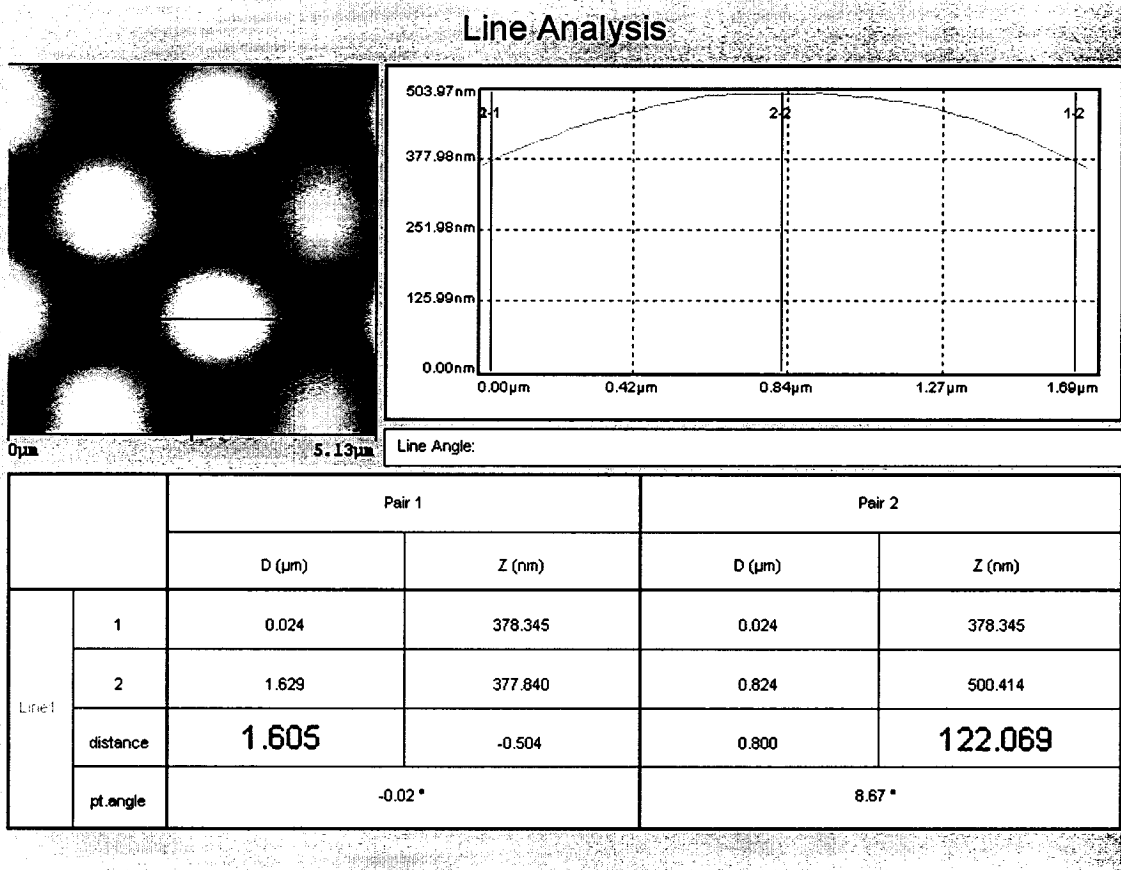 Line Analysis
503.97nm
377.98nm
251.98nm
125.99nm
0.00nm
2-1
2-2
1-2
0.00µm
0.42µm
0.84µm
1.27µm
1.69µm
0µm
5.13µm
Line Angle:
Pair 1
Pair 2
D (µm)
Z (nm)
D (µm)
Z (nm)
Line1
1
0.024
378.345
0.024
378.345
2
1.629
377.840
0.824
500.414
distance
1.605
-0.504
0.800
122.069
pt.angle
-0.02 °
8.67 °